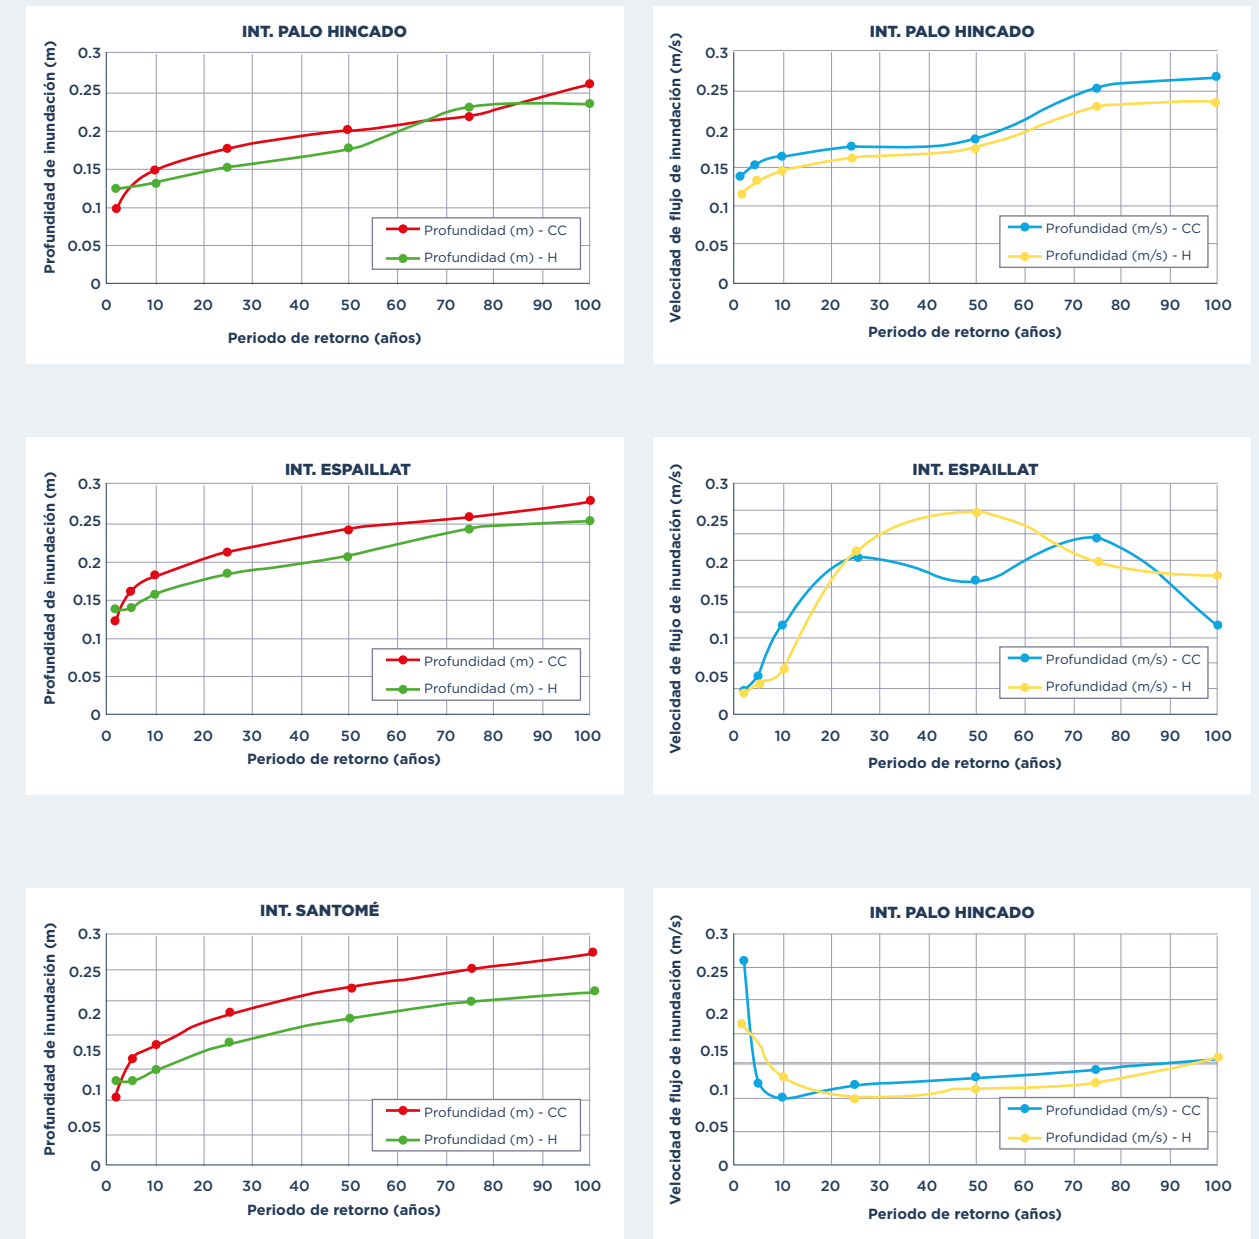 INT. PALO HINCADO
Profundidad de inundación (m)
0.3
0.25
0.2
0.15
0.1
0.05
0
0 10 20 30 40 50 60 70 80 90 100
Periodo de retorno (años)
Profundidad (m) - CC
Profundidad (m) - H
INT. PALO HINCADO
Velocidad de flujo de inundación (m/s)
0.3
0.25
0.2
0.15
0.1
0.05
0
0 10 20 30 40 50 60 70 80 90 100
Periodo de retorno (años)
Profundidad (m/s) - CC
Profundidad (m/s) - H
INT. ESPAILLAT
Profundidad de inundación (m)
0.3
0.25
0.2
0.15
0.1
0.05
0
0 10 20 30 40 50 60 70 80 90 100
Periodo de retorno (años)
Profundidad (m) - CC
Profundidad (m) - H
INT. ESPAILLAT
Velocidad de flujo de inundación (m/s)
0.3
0.25
0.2
0.15
0.1
0.05
0
0 10 20 30 40 50 60 70 80 90 100
Periodo de retorno (años)
Profundidad (m/s) - CC
Profundidad (m/s) - H
INT. SANTOMÉ
Profundidad de inundación (m)
0.3
0.25
0.2
0.15
0.1
0.05
0
0 10 20 30 40 50 60 70 80 90 100
Periodo de retorno (años)
Profundidad (m) - CC
Profundidad (m) - H
INT. PALO HINCADO
Velocidad de flujo de inundación (m/s)
0.3
0.25
0.2
0.15
0.1
0.05
0
0 10 20 30 40 50 60 70 80 90 100
Periodo de retorno (años)
Profundidad (m/s) - CC
Profundidad (m/s) - H